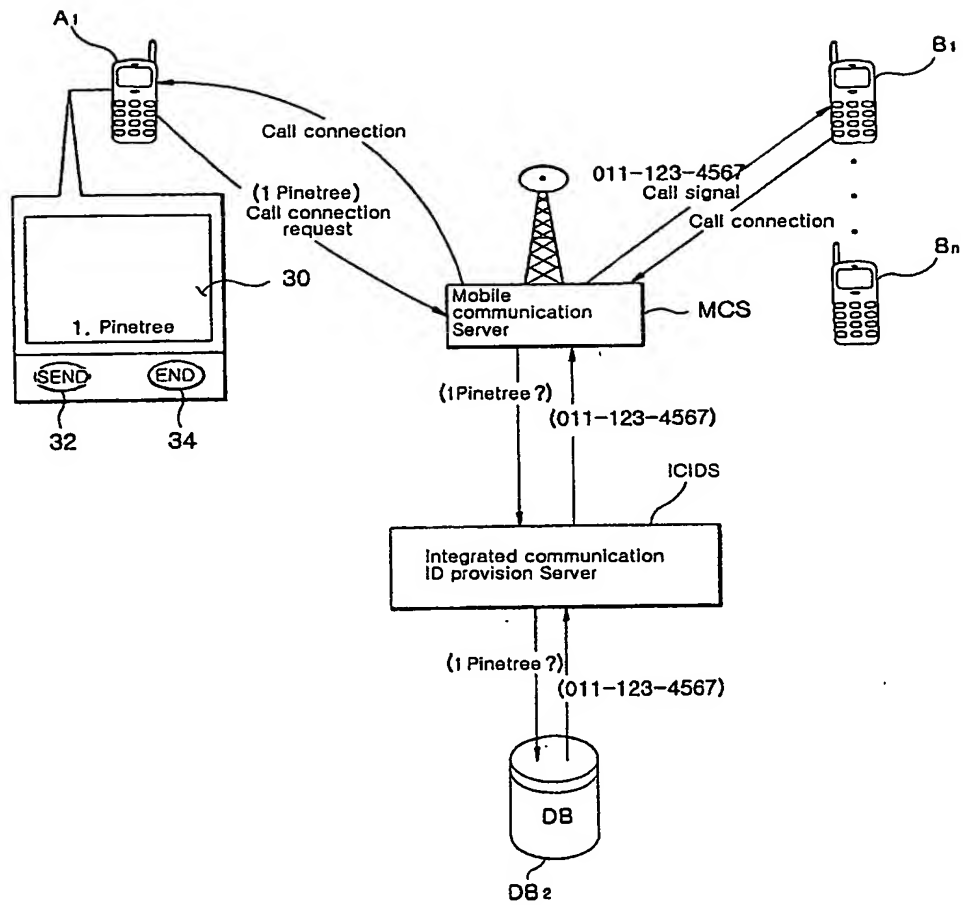 A1
B1
Call connection
011-123-4567
Call signal
(1 Pinetree)
Call connection
request
Call connection
Bn
30
Mobile
communication
Server
MCS
1. Pinetree
SEND
END
(1Pinetree?)
(011-123-4567)
32
34
ICIDS
Integrated communication
ID provision Server
(1 Pinetree?)
(011-123-4567)
DB
DB2